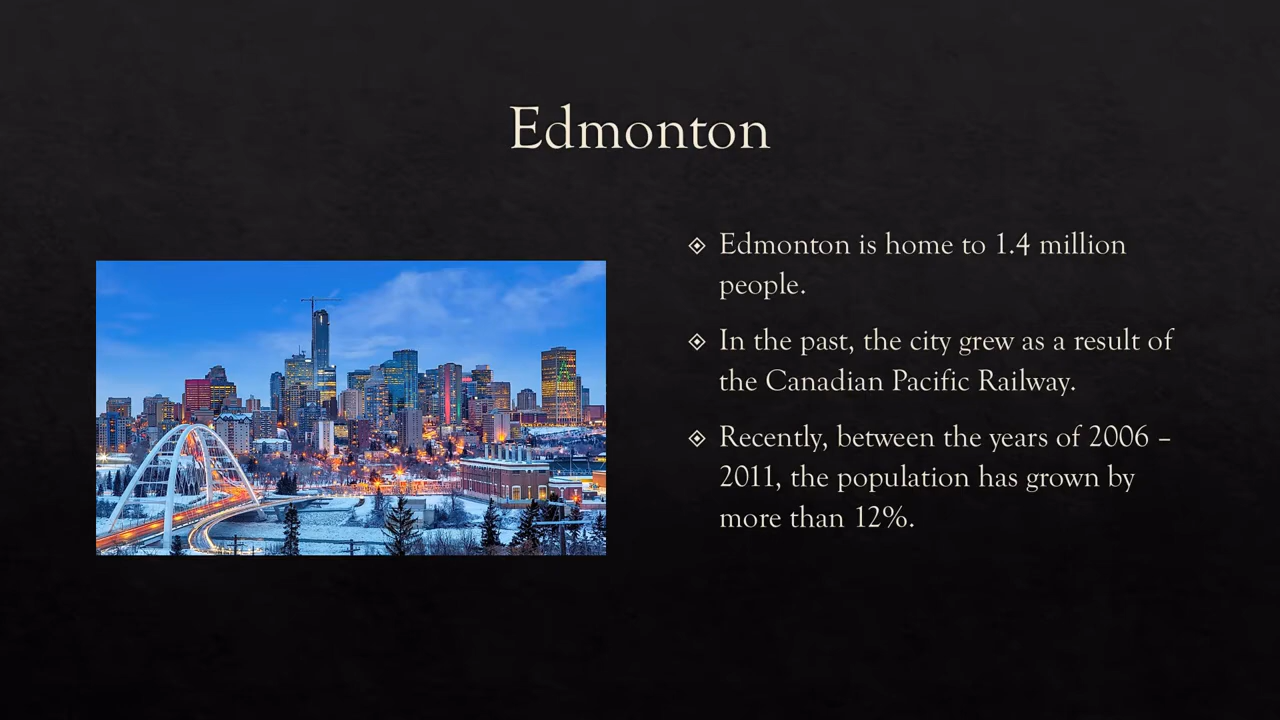 Edmonton
Edmonton is home to 1.4 million
people.
In the past, the city grew as a result of
the Canadian Pacific Railway.
Recently, between the years of 2006 –
2011, the population has grown by
more than 12%.